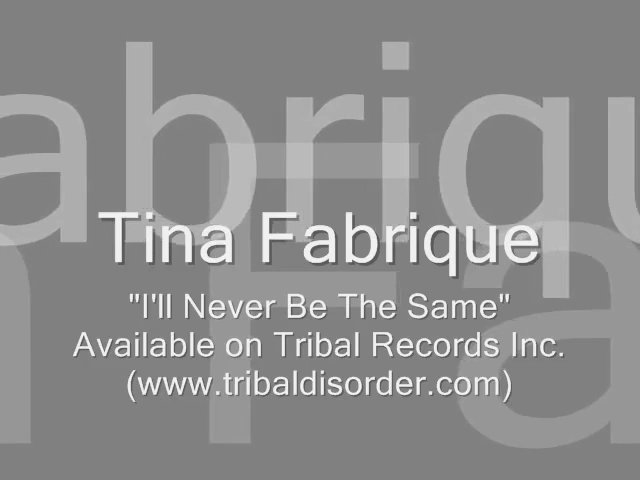 Tina Fabrique
"I'll Never Be The Same"
Available on Tribal Records Inc.
(www.tribaldisorder.com)